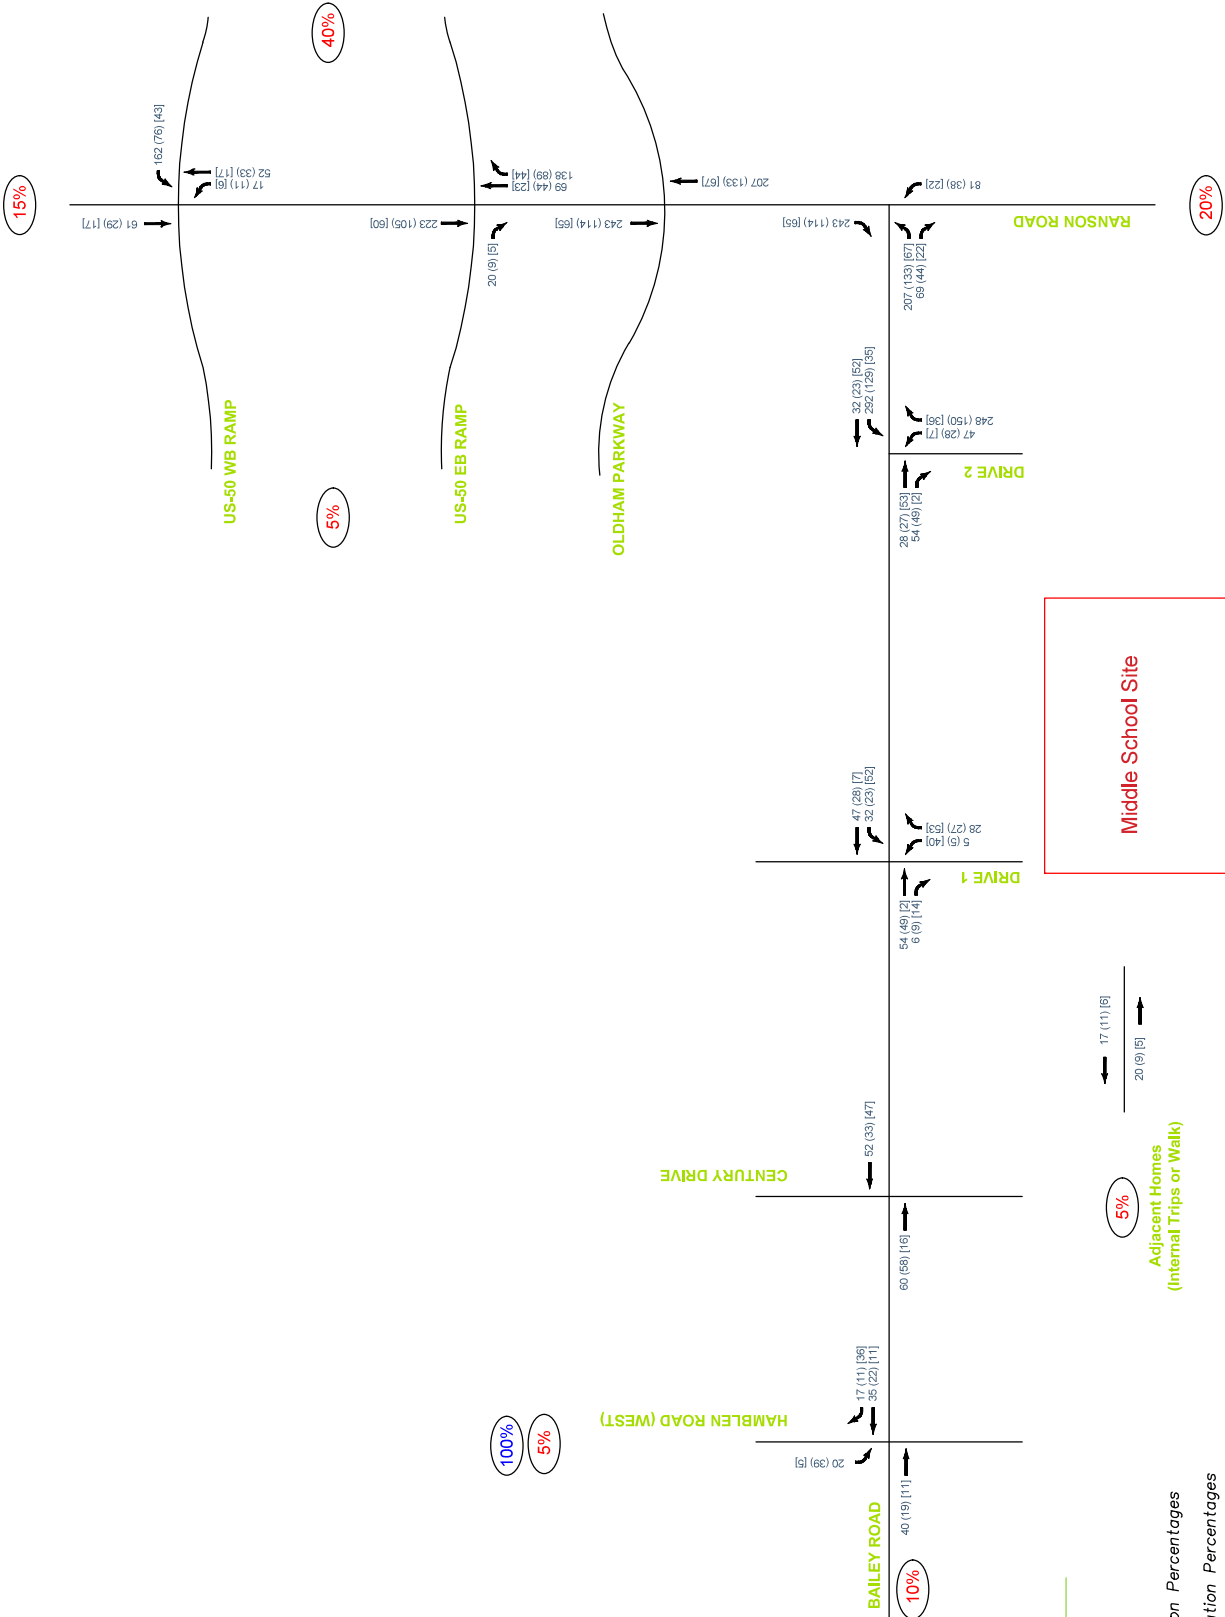 15%
40%
162 (76) [43]
61 (29) [17]
52 (33) [17]
17 (11) [6]
US-50 WB RAMP
5%
223 (105) [60]
20 (9) [5]
138 (89) [44]
69 (44) [23]
US-50 EB RAMP
243 (114) [65]
207 (133) [67]
OLDHAM PARKWAY
243 (114) [65]
81 (38) [22]
207 (133) [67]
69 (44) [22]
RANSON ROAD
20%
32 (23) [52]
292 (129) [35]
248 (150) [36]
47 (28) [7]
28 (27) [53]
54 (49) [2]
DRIVE 2
Middle School Site
47 (28) [7]
32 (23) [52]
28 (27) [53]
5 (5) [40]
54 (49) [2]
6 (9) [14]
DRIVE 1
17 (11) [6]
20 (9) [5]
5%
Adjacent Homes
(Internal Trips or Walk)
CENTURY DRIVE
52 (33) [47]
60 (58) [16]
HAMBLEN ROAD (WEST)
100%
5%
17 (11) [36]
35 (22) [11]
20 (39) [5]
40 (19) [11]
BAILEY ROAD
10%
on Percentages
ution Percentages